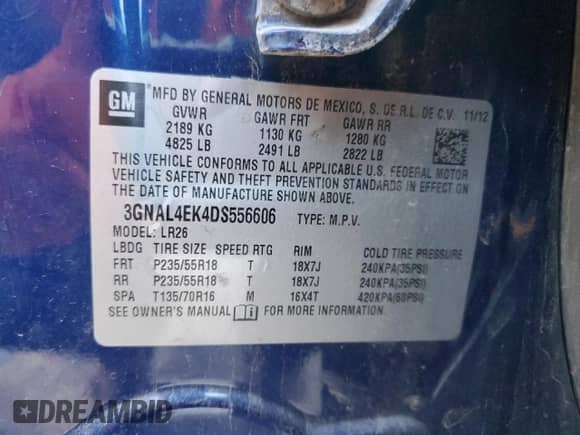 GM
MFD BY GENERAL MOTORS DE MEXICO, S. DE R.L. DE C.V. 11/12
GVWR GAWR FRT GAWR RR
2189 KG 1130 KG 1280 KG
4825 LB 2491 LB 2822 LB
THIS VEHICLE CONFORMS TO ALL APPLICABLE U.S. FEDERAL MOTOR
VEHICLE SAFETY AND THEFT PREVENTION STANDARDS IN EFFECT ON
THE DATE OF MANUFACTURE SHOWN ABOVE.
3GNAL4EK4DS556606 TYPE: M.P.V.
MODEL: LR26
LBDG TIRE SIZE SPEED RTG RIM COLD TIRE PRESSURE
FRT P235/55R18 T 18X7J 240KPA(35PSI)
RR P235/55R18 T 18X7J 240KPA(35PSI)
SPA T135/70R16 M 16X4T 420KPA(60PSI)
SEE OWNER'S MANUAL FOR MORE INFORMATION.
DREAMBID